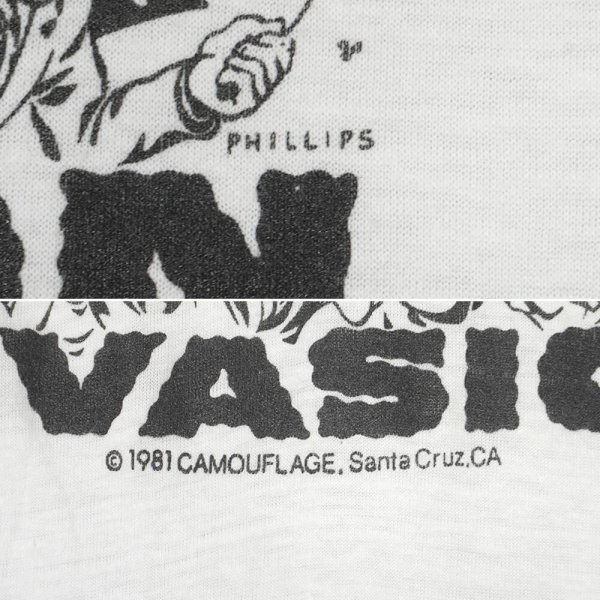 PHILLIPS
N
VASIO
© 1981 CAMOUFLAGE, Santa Cruz, CA